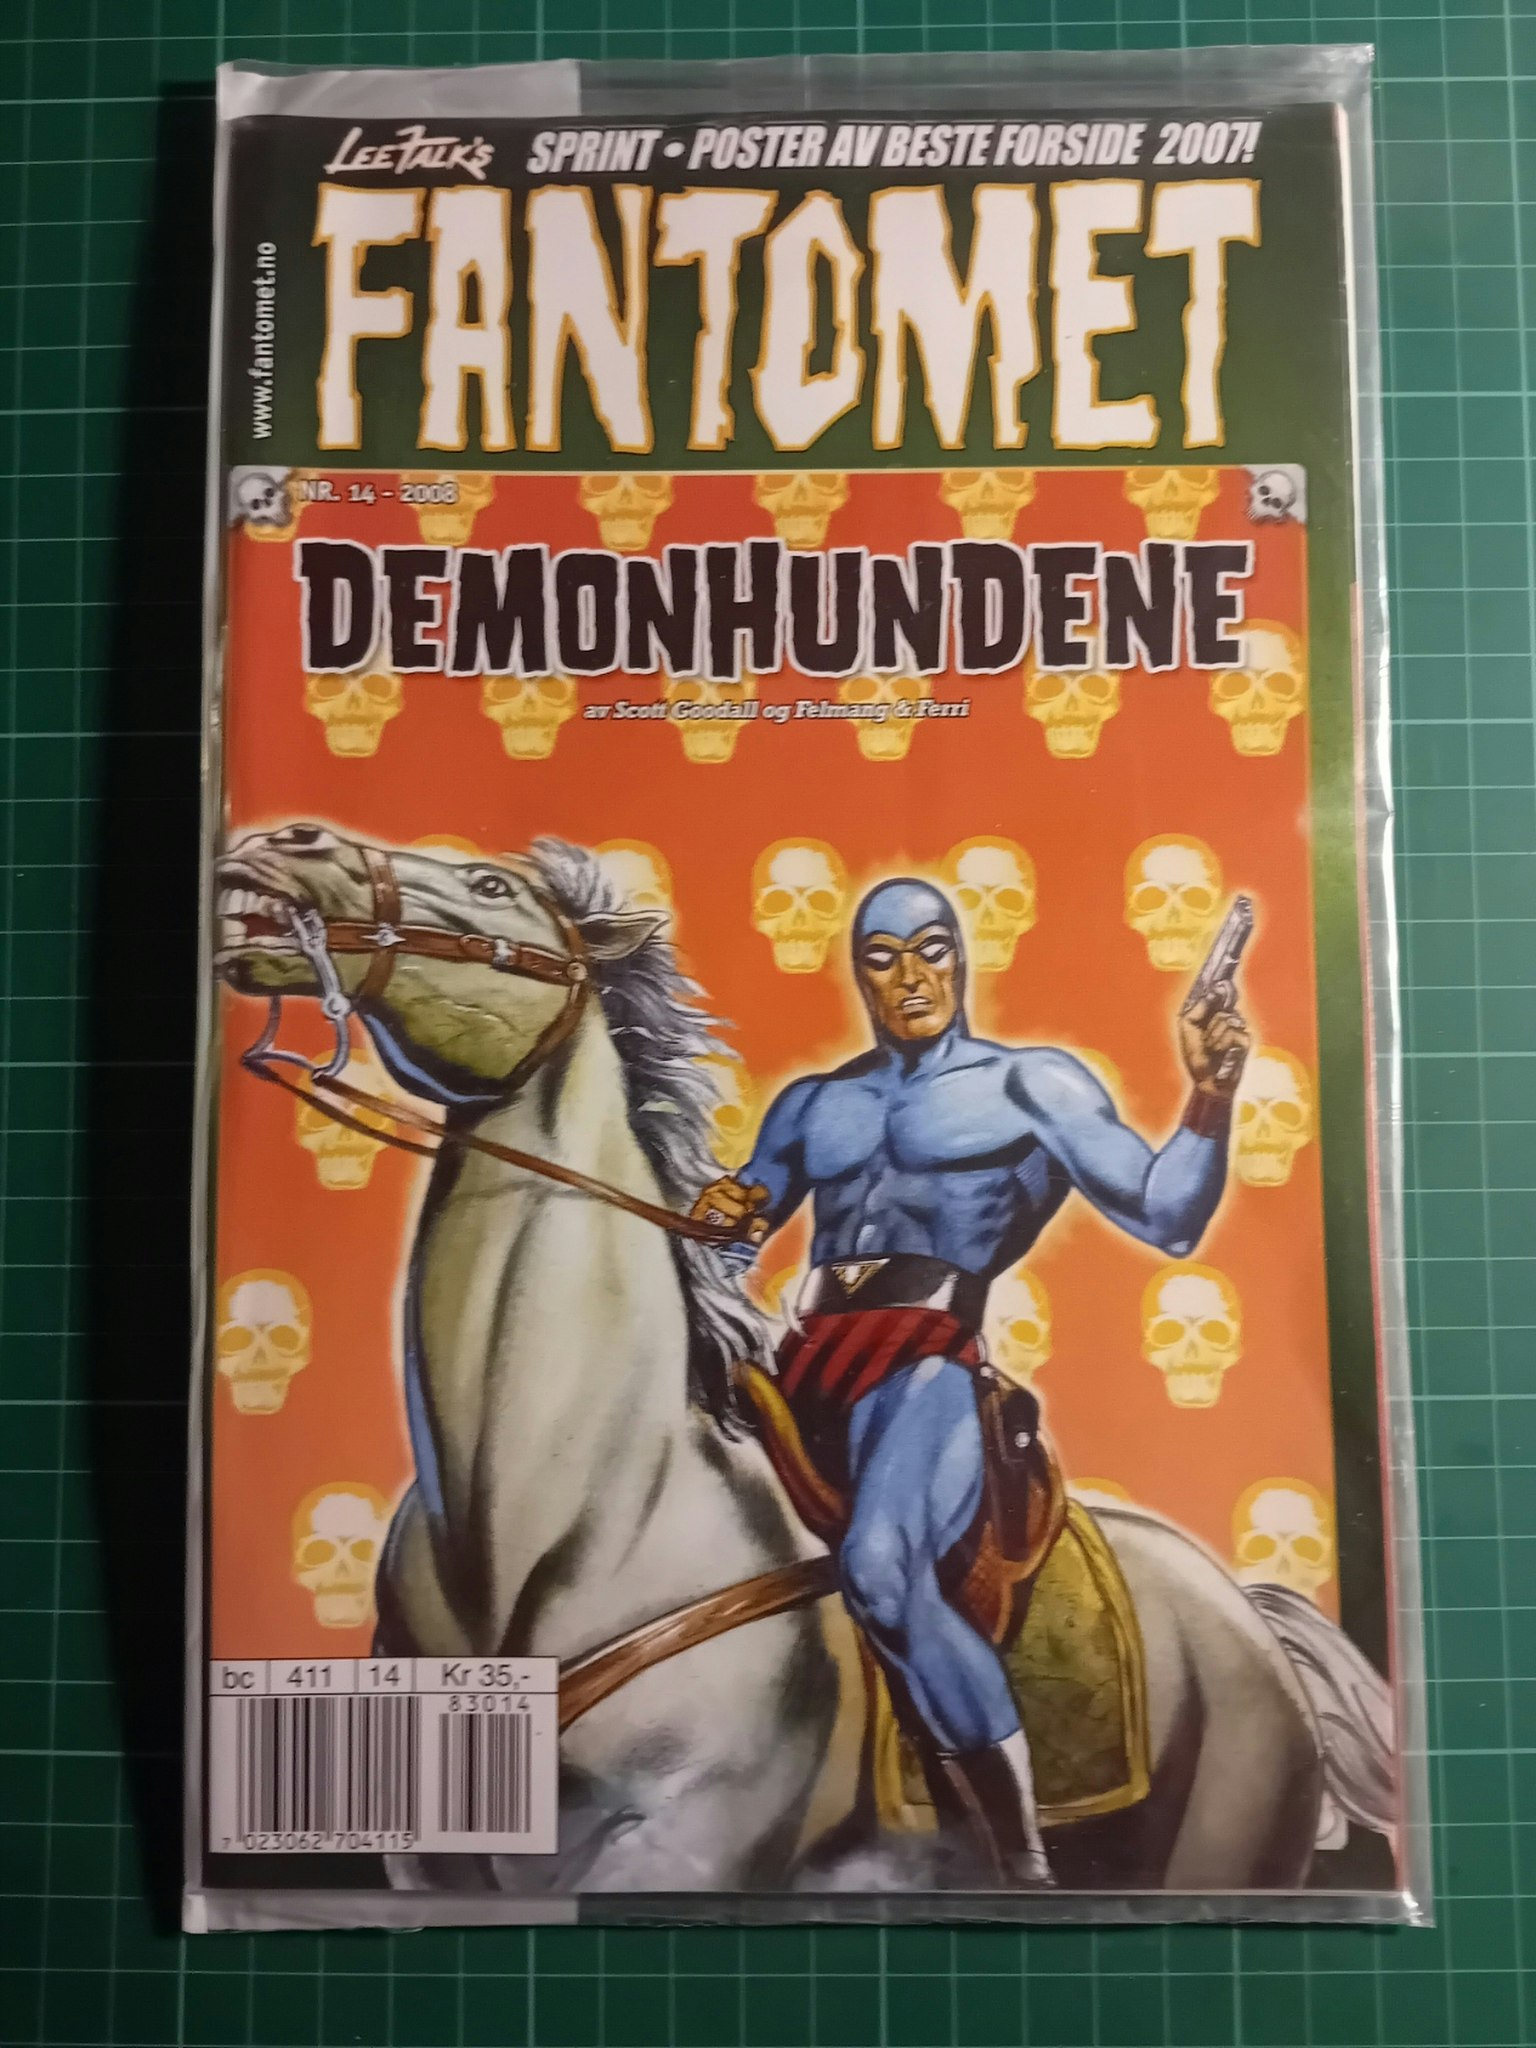 LEE FALK'S SPRINT • POSTER AV BESTE FORSIDE 2007!
FANTOMET
www.fantomet.no
NR. 14 - 2008
DEMONHUNDENE
av Scott Goodall og Felmang & Ferri
bc 411 14 Kr 35,-
83014
7 023062 704115